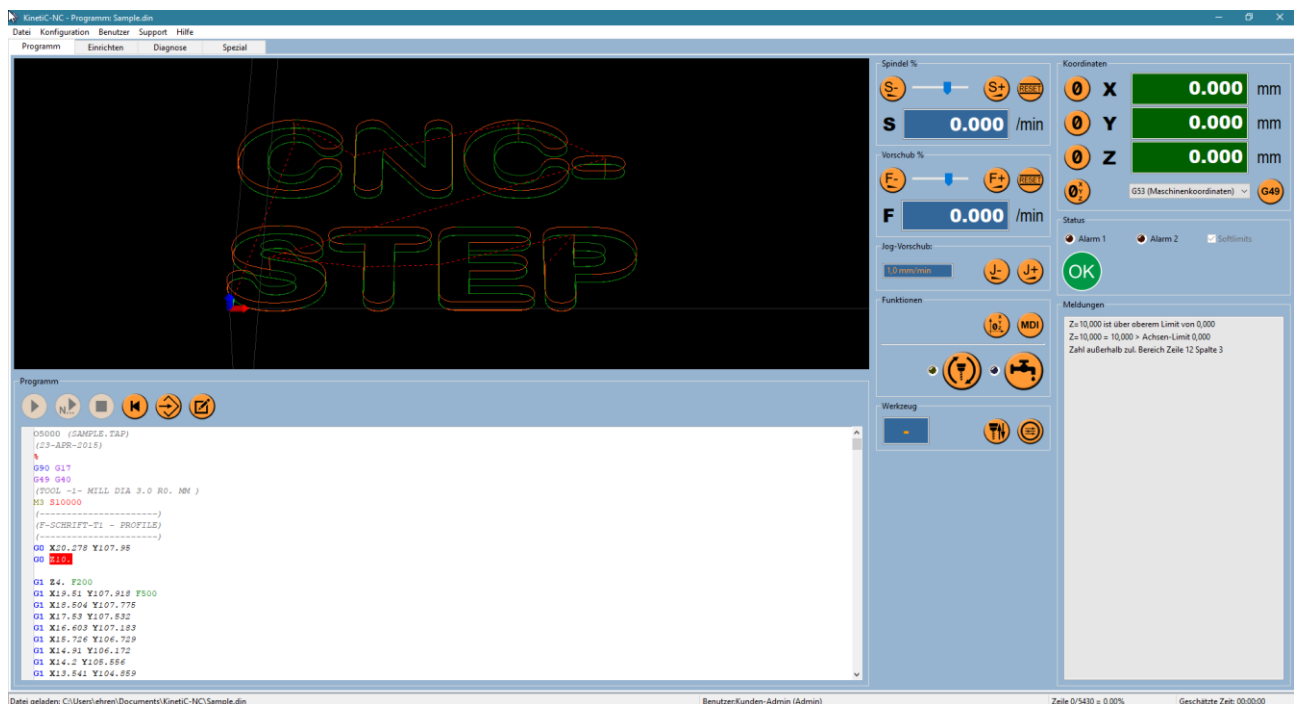 KinetiC-NC - Programm: Sample.din
Datei Konfiguration Benutzer Support Hilfe
Programm Einrichten Diagnose Spezial
CNC-
STEP
Spindel %
S- S+ RESET
S 0.000 /min
Vorschub %
F- F+ RESET
F 0.000 /min
Jog-Vorschub:
1,0 mm/min J- J+
Funktionen
MDI
Werkzeug
-
Koordinaten
0 X 0.000 mm
0 Y 0.000 mm
0 Z 0.000 mm
0 X Y Z G53 (Maschinenkoordinaten) G49
Status
Alarm 1 Alarm 2 Softlimits
OK
Meldungen
Z=10,000 ist über oberem Limit von 0,000
Z=10,000 = 10,000 > Achsen-Limit 0,000
Zahl außerhalb zul. Bereich Zeile 12 Spalte 3
Programm
N...
O5000 (SAMPLE.TAP)
(23-APR-2015)
%
G90 G17
G49 G40
(TOOL -1- MILL DIA 3.0 R0. MM )
M3 S10000
(----------------------)
(F-SCHRIFT-T1 - PROFILE)
(----------------------)
G0 X20.278 Y107.95
G0 Z10.
G1 Z4. F200
G1 X19.51 Y107.918 F500
G1 X18.504 Y107.775
G1 X17.53 Y107.532
G1 X16.603 Y107.183
G1 X15.726 Y106.729
G1 X14.91 Y106.172
G1 X14.2 Y105.556
G1 X13.541 Y104.859
Datei geladen: C:\Users\ehren\Documents\KinetiC-NC\Sample.din Benutzer:Kunden-Admin (Admin) Zeile 0/5430 = 0.00% Geschätzte Zeit: 00:00:00